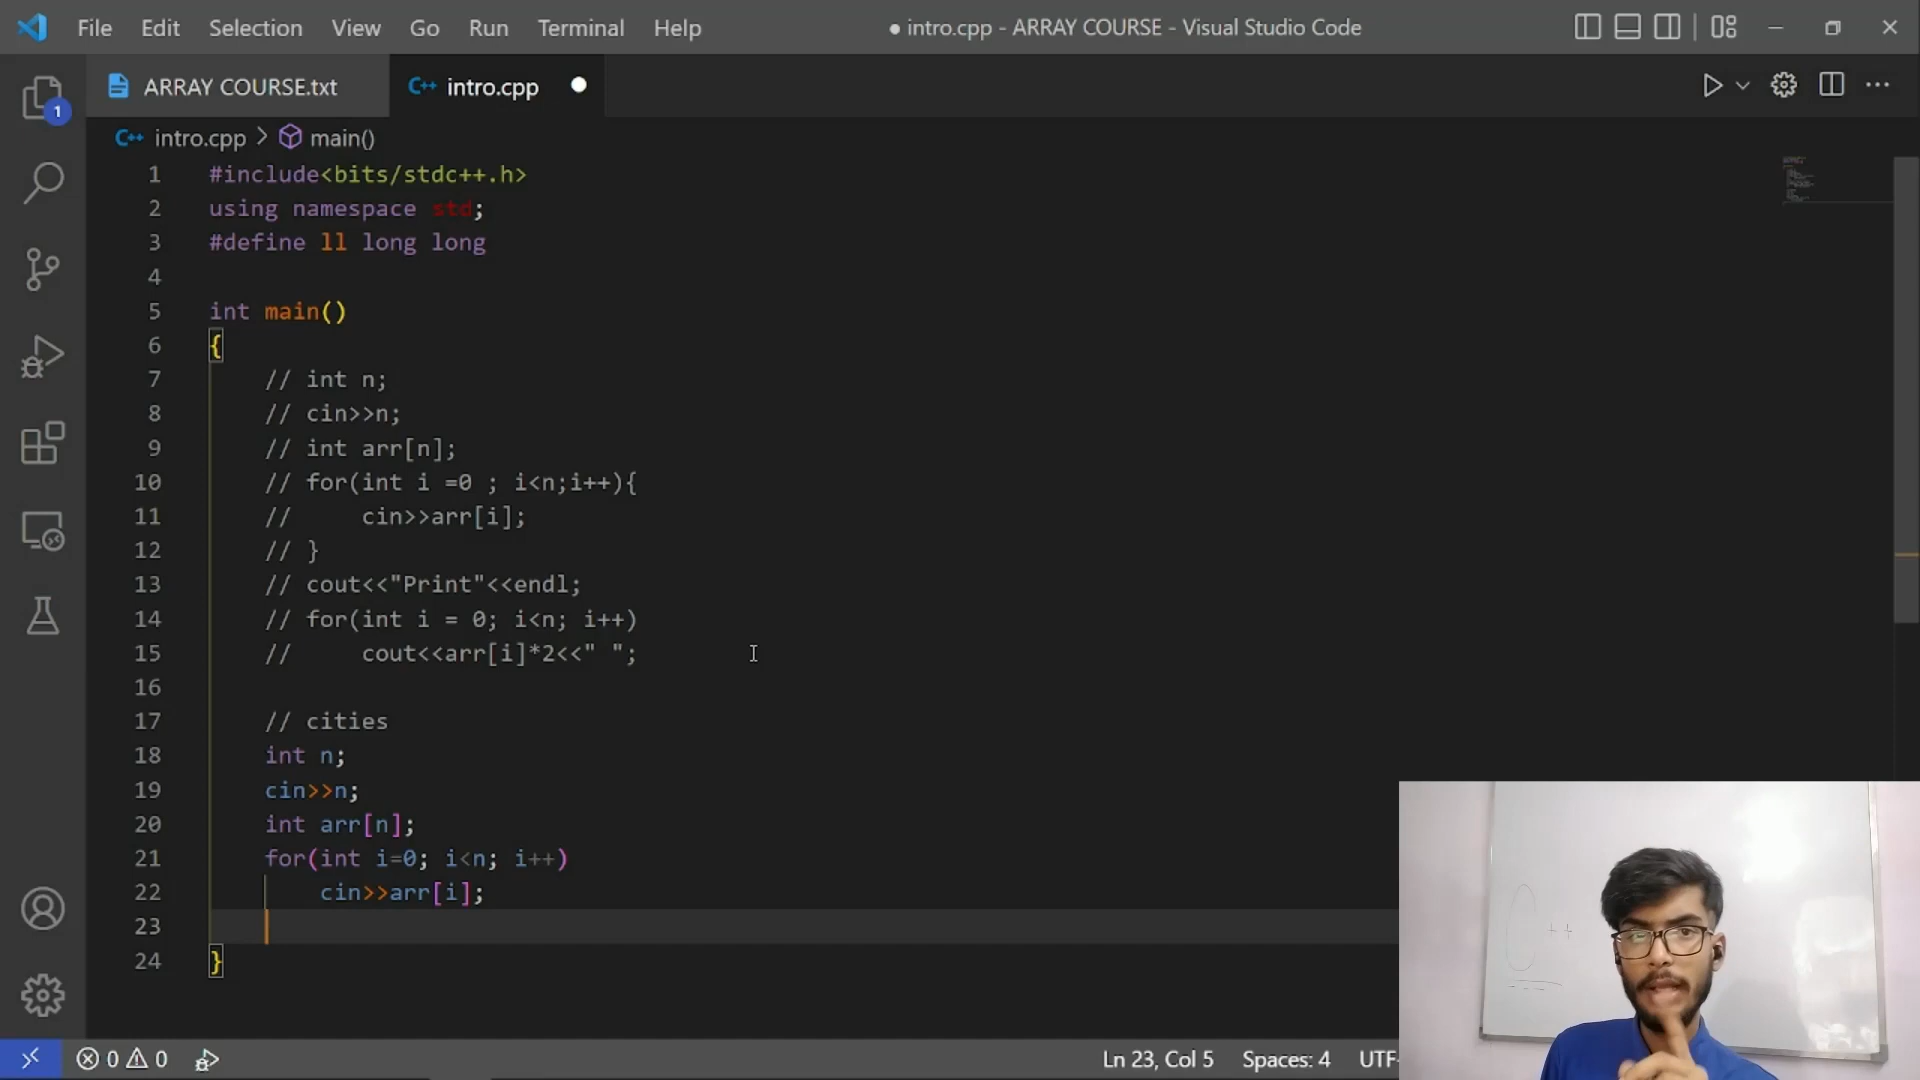 File Edit Selection View Go Run Terminal Help
● intro.cpp - ARRAY COURSE - Visual Studio Code
1
ARRAY COURSE.txt
C++ intro.cpp
C++ intro.cpp > main()
1 #include<bits/stdc++.h>
2 using namespace std;
3 #define ll long long
4
5 int main()
6 {
7 // int n;
8 // cin>>n;
9 // int arr[n];
10 // for(int i =0 ; i<n;i++){
11 // cin>>arr[i];
12 // }
13 // cout<<"Print"<<endl;
14 // for(int i = 0; i<n; i++)
15 // cout<<arr[i]*2<<" ";
16
17 // cities
18 int n;
19 cin>>n;
20 int arr[n];
21 for(int i=0; i<n; i++)
22 cin>>arr[i];
23
24 }
++
0 0
Ln 23, Col 5 Spaces: 4 UTF-